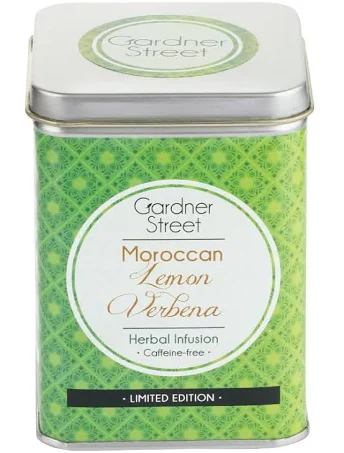 Gardner
Street
Gardner
Street
Moroccan
Lemon
Verbena
Herbal Infusion
· Caffeine-free ·
· LIMITED EDITION ·